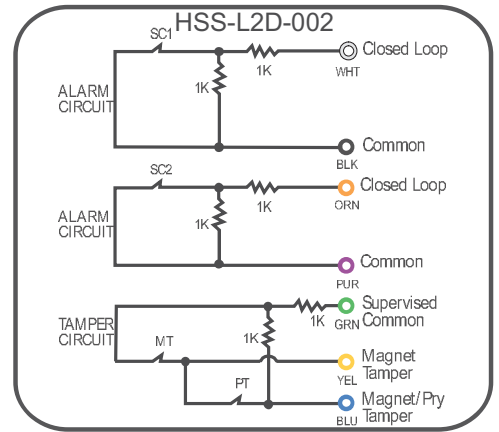 HSS-L2D-002
SC1
Closed Loop
1K
WHT
1K
ALARM
CIRCUIT
Common
BLK
SC2
Closed Loop
1K
ORN
1K
ALARM
CIRCUIT
Common
PUR
Supervised
Common
1K
GRN
TAMPER
CIRCUIT
MT
1K
Magnet
Tamper
YEL
PT
Magnet/Pry
Tamper
BLU